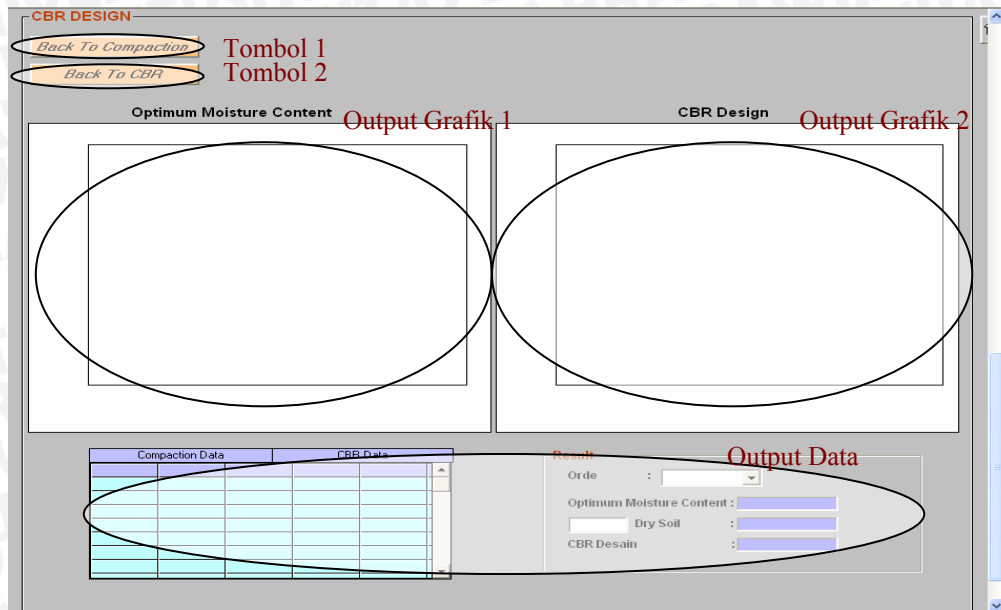 CBR DESIGN
Back To Compaction Tombol 1
Back To CBR Tombol 2
Optimum Moisture Content Output Grafik 1
CBR Design Output Grafik 2
Compaction Data CBR Data
Result Output Data
Orde :
Optimum Moisture Content :
Dry Soil :
CBR Desain :